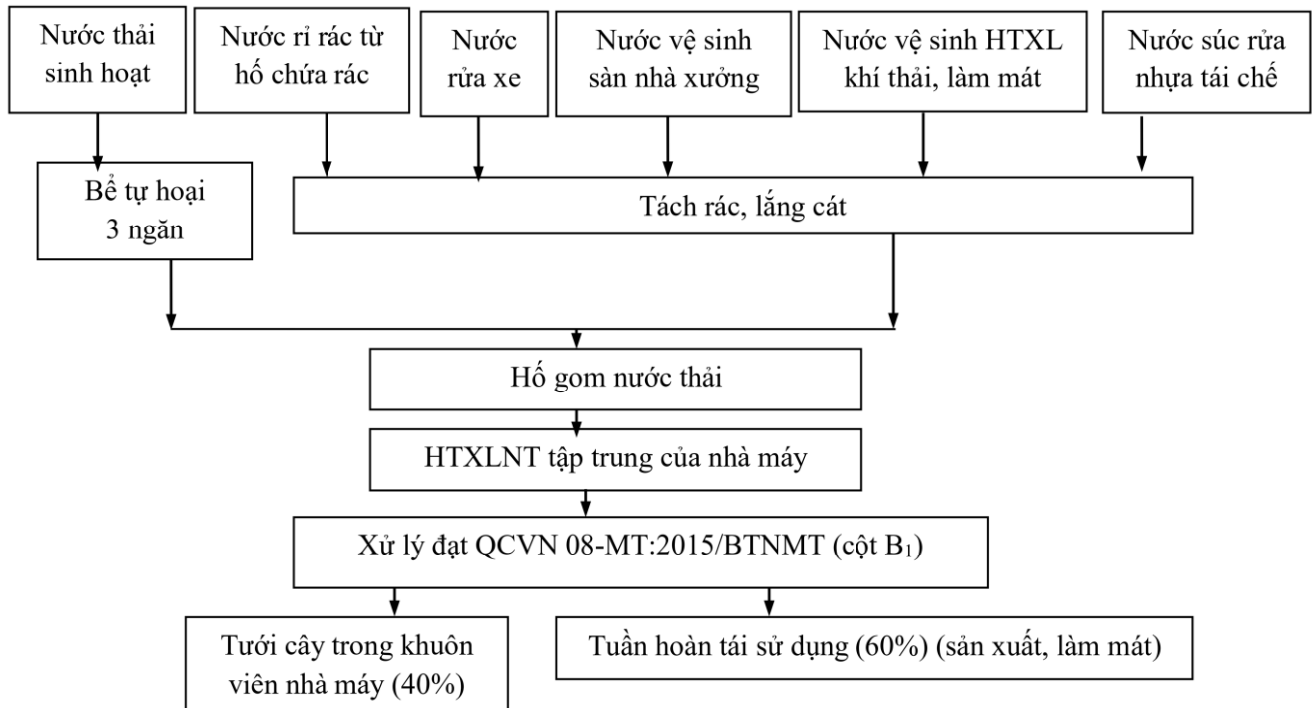 Nước thải
sinh hoạt
Nước rỉ rác từ
hố chứa rác
Nước
rửa xe
Nước vệ sinh
sàn nhà xưởng
Nước vệ sinh HTXL
khí thải, làm mát
Nước súc rửa
nhựa tái chế
Bể tự hoại
3 ngăn
Tách rác, lắng cát
Hố gom nước thải
HTXLNT tập trung của nhà máy
Xử lý đạt QCVN 08-MT:2015/BTNMT (cột B₁)
Tưới cây trong khuôn
viên nhà máy (40%)
Tuần hoàn tái sử dụng (60%) (sản xuất, làm mát)